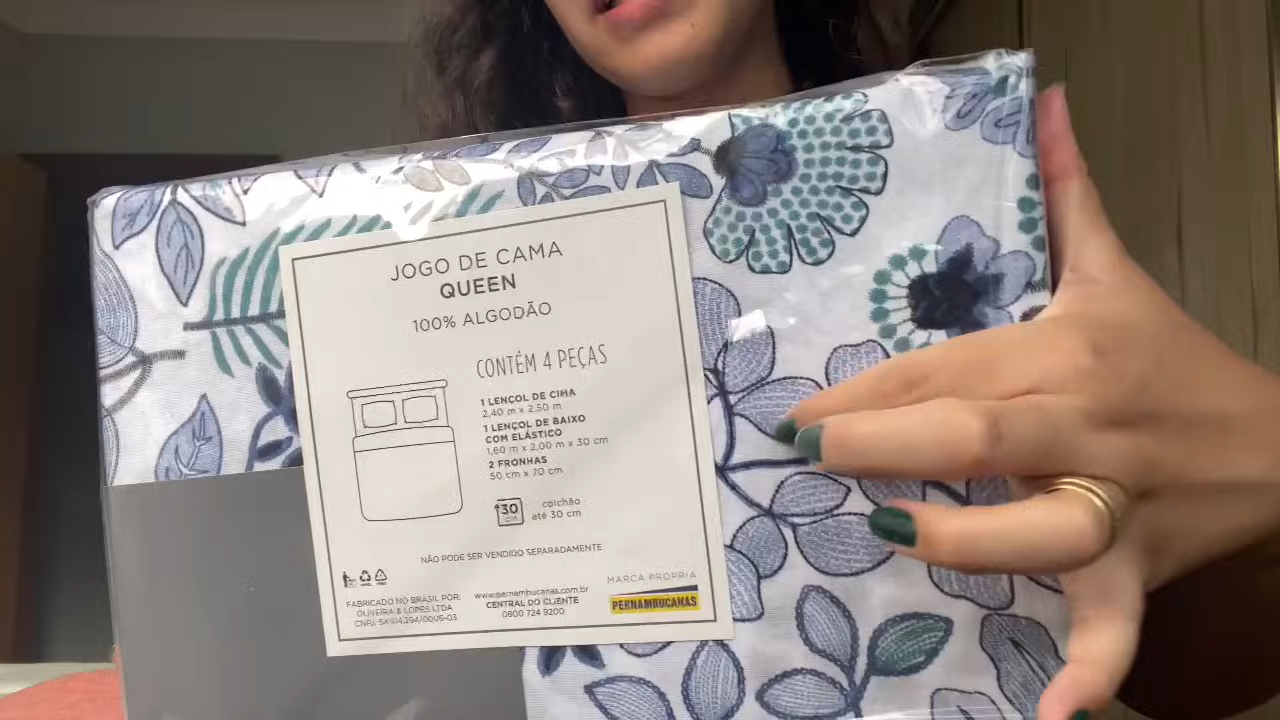 JOGO DE CAMA
QUEEN
100% ALGODÃO
CONTÉM 4 PEÇAS
1 LENÇOL DE CIMA
2,40 m x 2,50 m
1 LENÇOL DE BAIXO
COM ELÁSTICO
1,60 m x 2,00 m x 30 cm
2 FRONHAS
50 cm x 70 cm
30
cm
colchão
até 30 cm
NÃO PODE SER VENDIDO SEPARADAMENTE
FABRICADO NO BRASIL POR:
OLIVEIRA & LOPES LTDA
www.pernambucanas.com.br
CENTRAL DO CLIENTE
0800 724 9200
MARCA PRÓPRIA
PERNAMBUCANAS